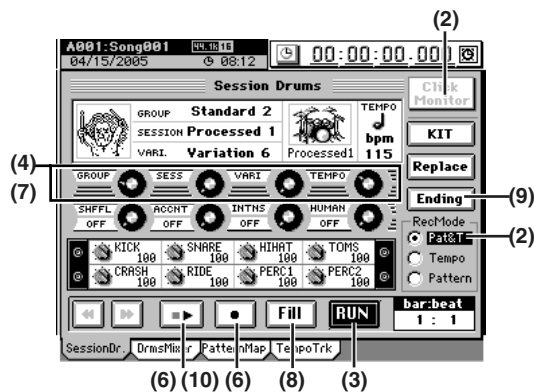 (2)
A001:Song001 44.1K 16
04/15/2005 08:12 00:00:00.000
Session Drums
Click Monitor
GROUP Standard 2
SESSION Processed 1
VARI. Variation 6
Processed1
TEMPO
bpm
115
KIT
Replace
(4)
(7)
GROUP SESS VARI TEMPO
Ending
(9)
SHFFL ACCNT INTNS HUMAN
OFF OFF OFF OFF
RecMode
Pat&T
(2)
Tempo
Pattern
KICK 100 SNARE 100 HIHAT 100 TOMS 100
CRASH 100 RIDE 100 PERC1 100 PERC2 100
Fill RUN
bar:beat
1 : 1
SessionDr. DrmsMixer PatternMap TempoTrk
(6) (10) (6) (8) (3)